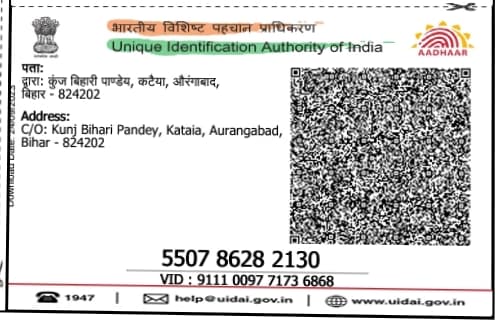 भारतीय विशिष्ट पहचान प्राधिकरण
Unique Identification Authority of India
AADHAAR
पता:
द्वारा: कुंज बिहारी पाण्डेय, कटैया, औरंगाबाद,
बिहार - 824202
Address:
C/O: Kunj Bihari Pandey, Kataia, Aurangabad,
Bihar - 824202
Download Date:
5507 8628 2130
VID : 9111 0097 7173 6868
1947 | help@uidai.gov.in | www.uidai.gov.in